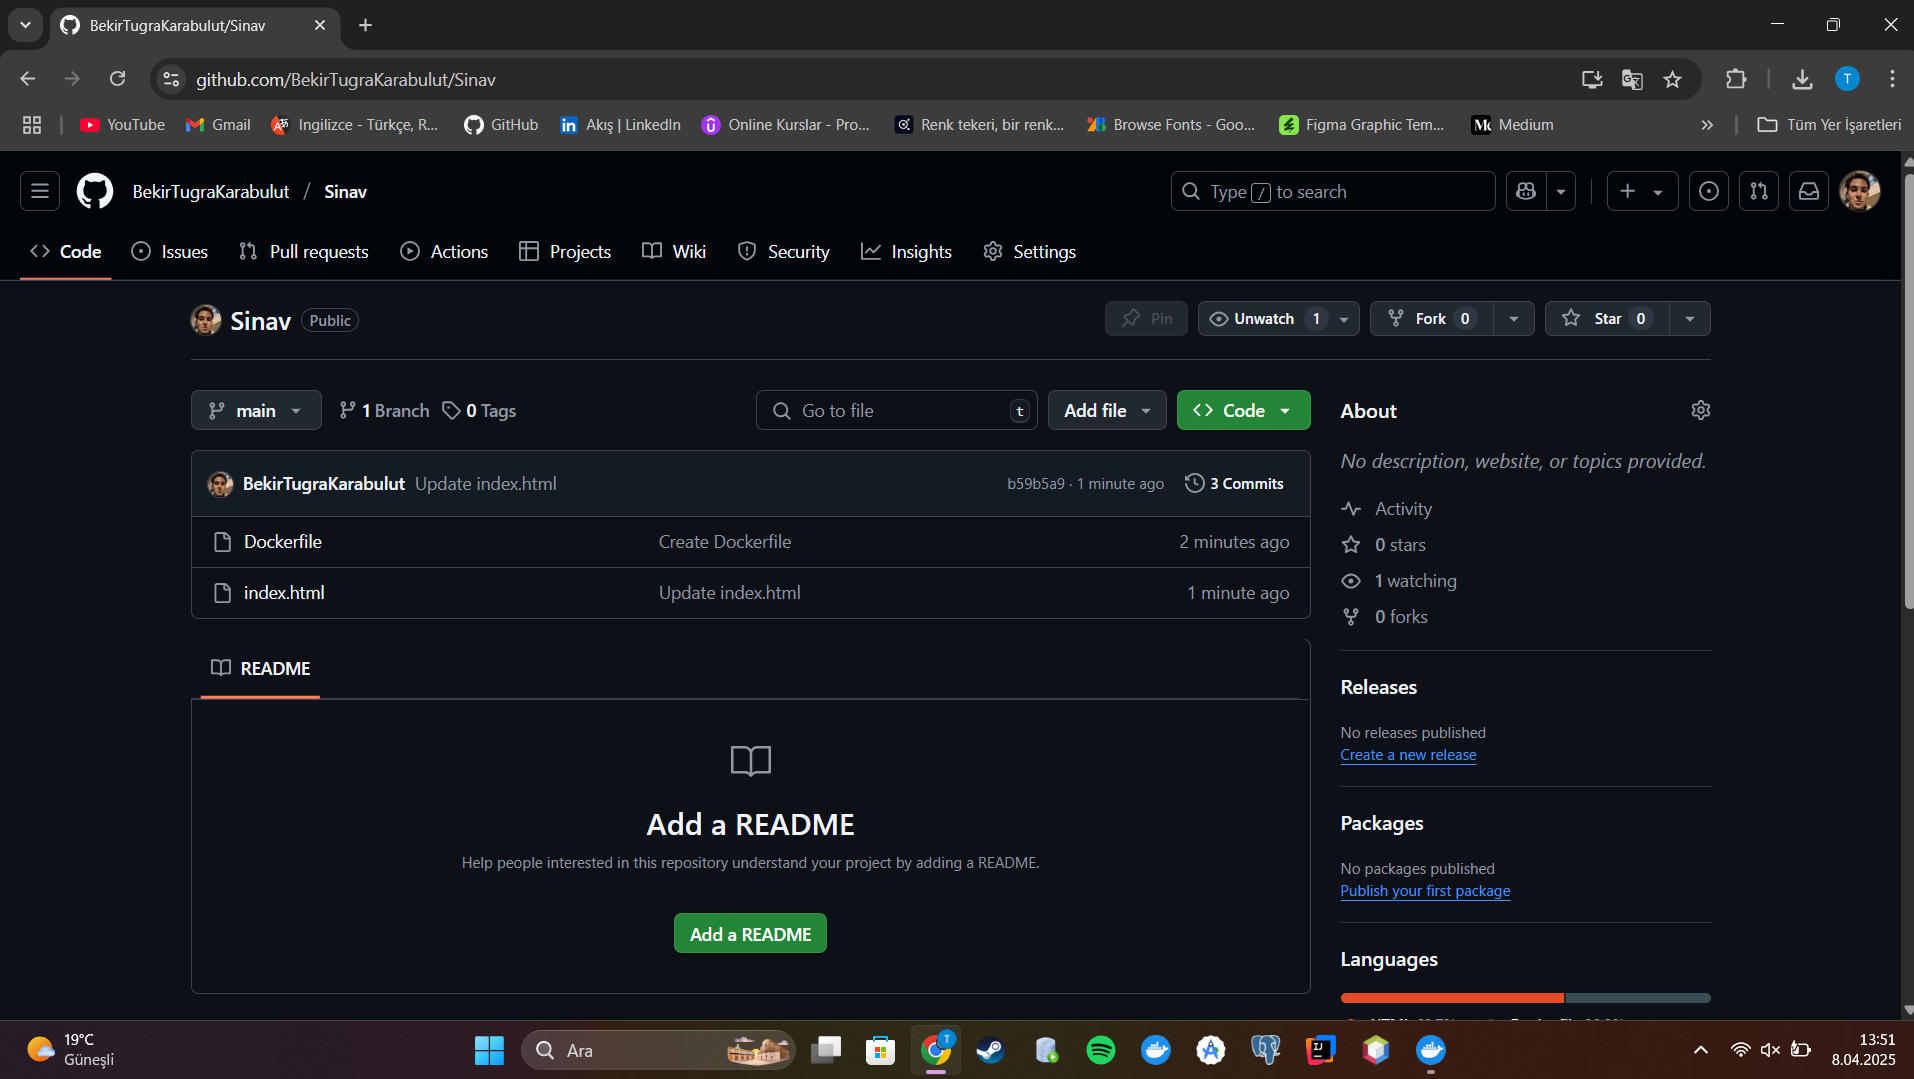 BekirTugraKarabulut/Sinav
github.com/BekirTugraKarabulut/Sinav
T
YouTube
Gmail
İngilizce - Türkçe, R...
GitHub
in Akış | LinkedIn
Online Kurslar - Pro...
Renk tekeri, bir renk...
Browse Fonts - Goo...
Figma Graphic Tem...
Medium
Tüm Yer İşaretleri
BekirTugraKarabulut / Sinav
Type / to search
Code
Issues
Pull requests
Actions
Projects
Wiki
Security
Insights
Settings
Sinav Public
Pin
Unwatch 1
Fork 0
Star 0
main
1 Branch
0 Tags
Go to file t
Add file
Code
About
No description, website, or topics provided.
BekirTugraKarabulut Update index.html b59b5a9 · 1 minute ago 3 Commits
Dockerfile Create Dockerfile 2 minutes ago
index.html Update index.html 1 minute ago
Activity
0 stars
1 watching
0 forks
README
Add a README
Help people interested in this repository understand your project by adding a README.
Add a README
Releases
No releases published
Create a new release
Packages
No packages published
Publish your first package
Languages
19°C
Güneşli
Ara
T
IJ
13:51
8.04.2025